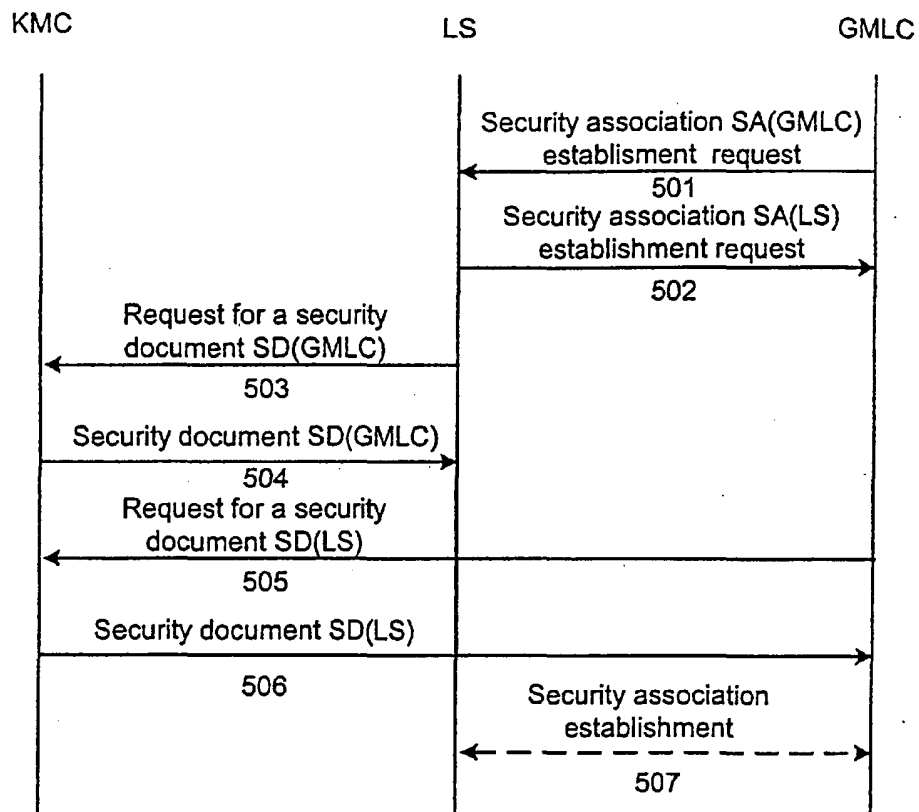 KMC LS GMLC
Security association SA(GMLC)
establisment request
501
Security association SA(LS)
establishment request
502
Request for a security
document SD(GMLC)
503
Security document SD(GMLC)
504
Request for a security
document SD(LS)
505
Security document SD(LS)
506
Security association
establishment
507